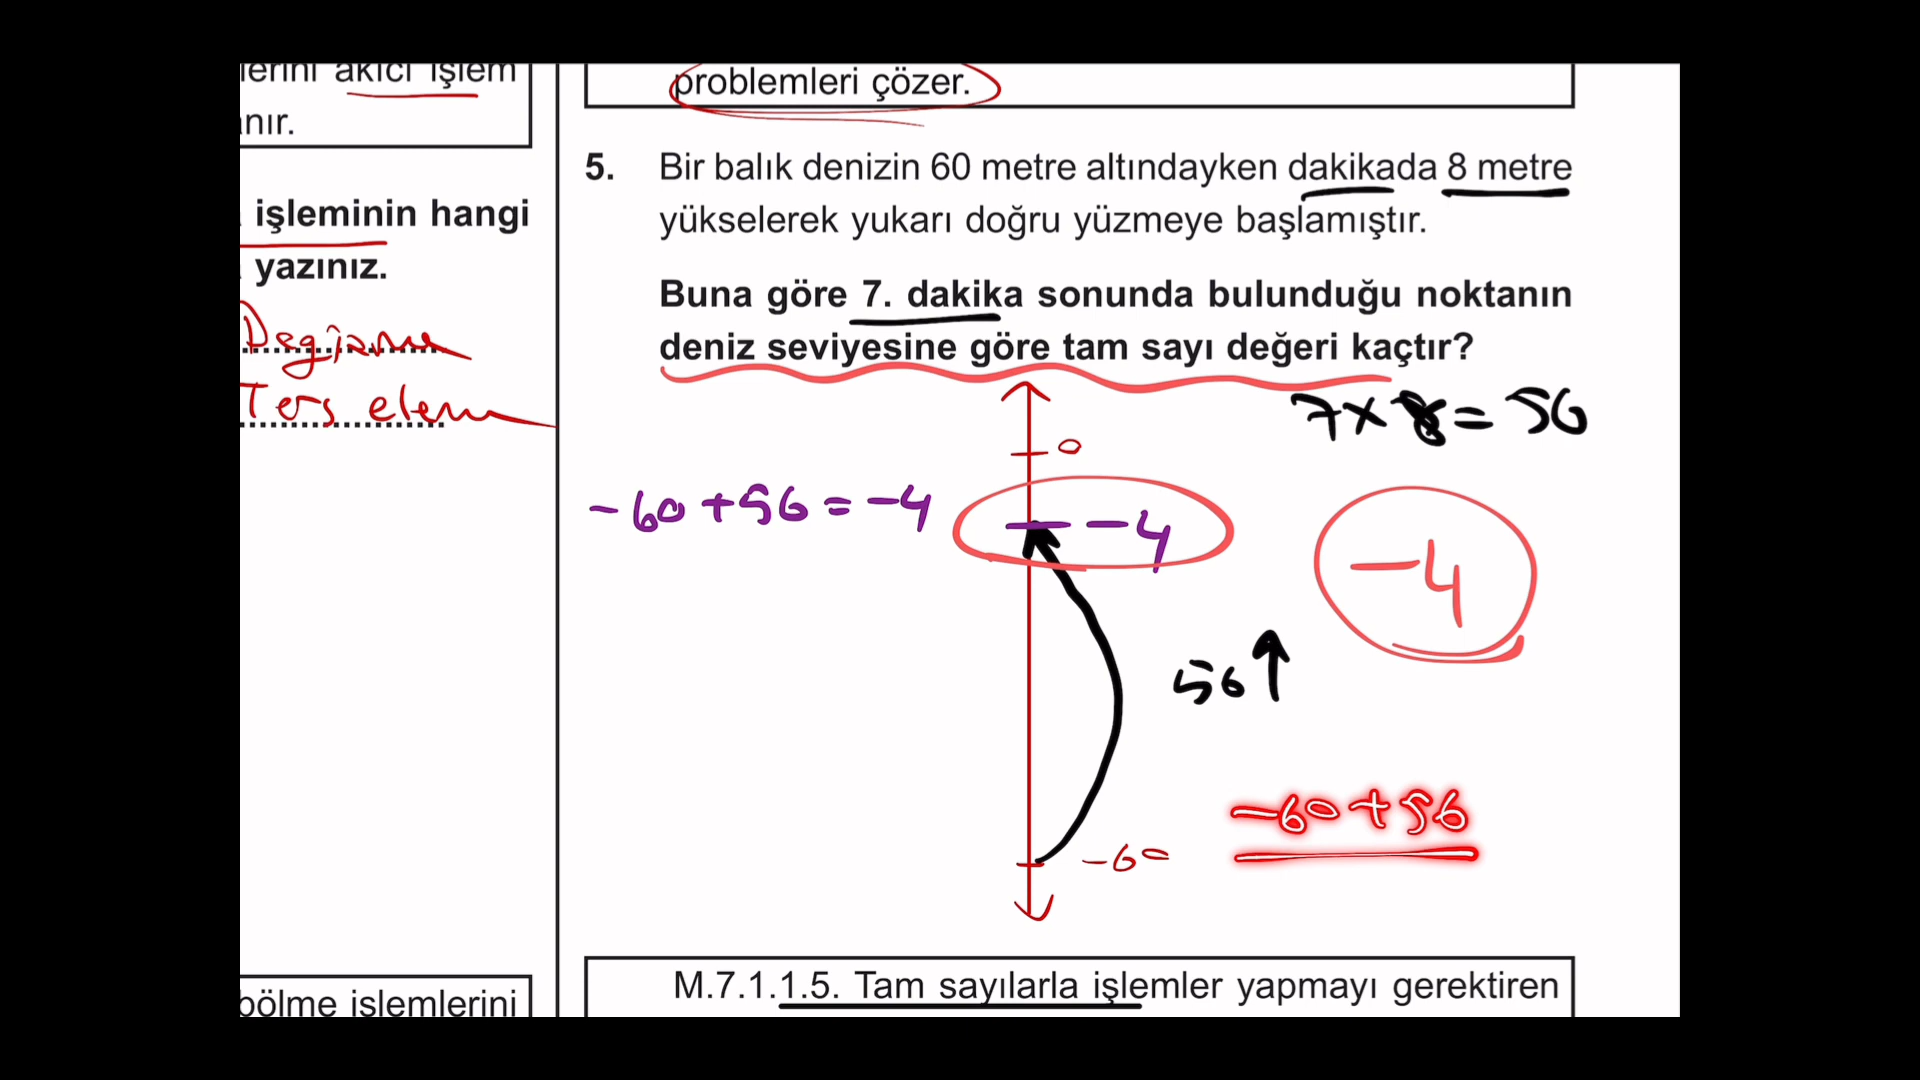 lerini akıcı işlem
nır.
işleminin hangi
yazınız.
Değişme
Ters elem
bölme işlemlerini
problemleri çözer.
5. Bir balık denizin 60 metre altındayken dakikada 8 metre
yükselerek yukarı doğru yüzmeye başlamıştır.
Buna göre 7. dakika sonunda bulunduğu noktanın
deniz seviyesine göre tam sayı değeri kaçtır?
7x8=56
0
-60+56=-4
-4
-4
56↑
-60+56
-60
M.7.1.1.5. Tam sayılarla işlemler yapmayı gerektiren